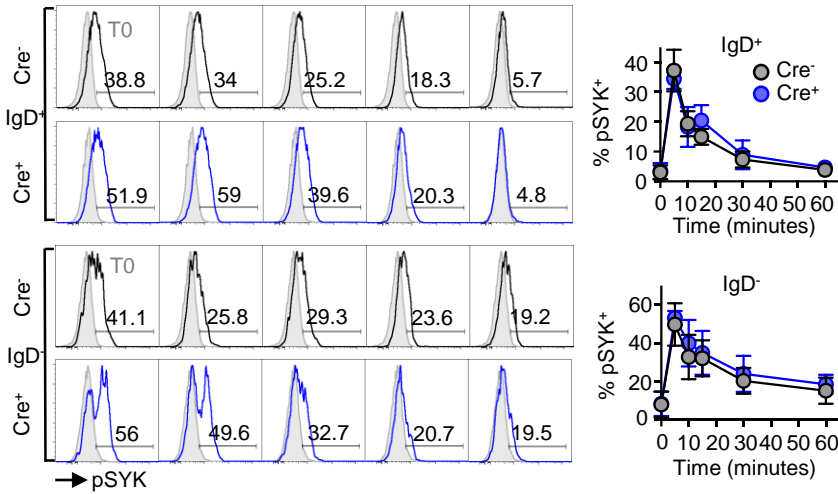 Cre-
T0
38.8
34
25.2
18.3
5.7
IgD+
Cre+
51.9
59
39.6
20.3
4.8
Cre-
T0
41.1
25.8
29.3
23.6
19.2
IgD-
Cre+
56
49.6
32.7
20.7
19.5
pSYK
IgD+
Cre-
Cre+
% pSYK+
40
30
20
10
0
0 10 20 30 40 50 60
Time (minutes)
IgD-
% pSYK+
60
40
20
0
0 10 20 30 40 50 60
Time (minutes)